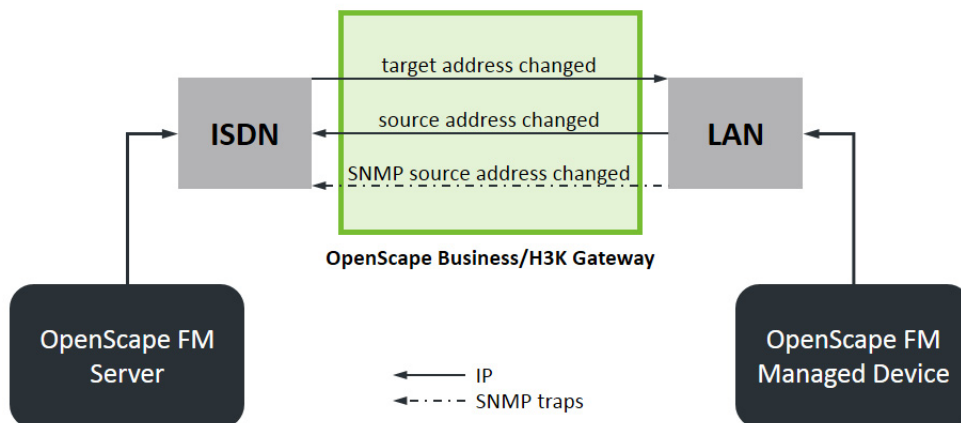 target address changed
ISDN
source address changed
LAN
SNMP source address changed
OpenScape Business/H3K Gateway
OpenScape FM
Server
OpenScape FM
Managed Device
IP
SNMP traps